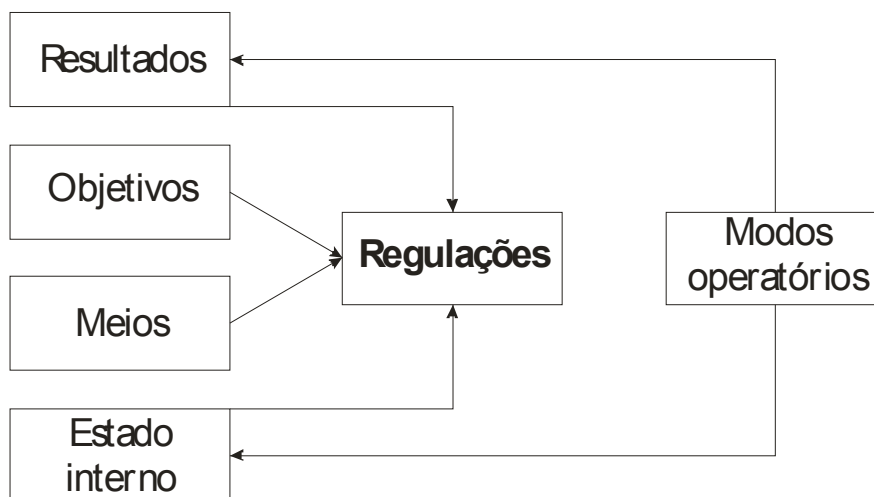 Resultados
Objetivos
Regulações
Modos
operatórios
Meios
Estado
interno